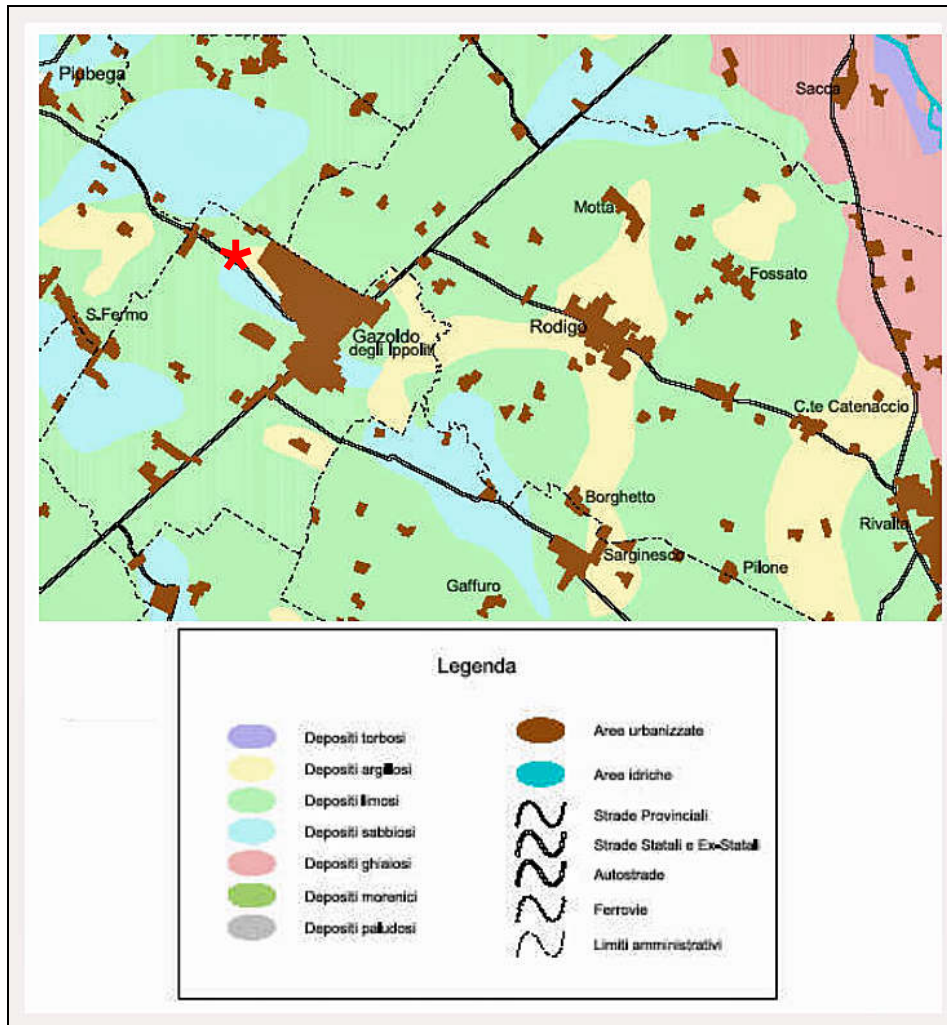 Piubega
Sacca
Motta
Fossato
S.Fermo
Rodigo
Gazoldo
degli Ippoliti
C.te Catenaccio
Borghetto
Rivalta
Sarginesco
Pilone
Gaffuro
Legenda
Depositi torbosi
Depositi argillosi
Depositi limosi
Depositi sabbiosi
Depositi ghiaiosi
Depositi morenici
Depositi paludosi
Aree urbanizzate
Aree idriche
Strade Provinciali
Strade Statali e Ex-Statali
Autostrade
Ferrovie
Limiti amministrativi